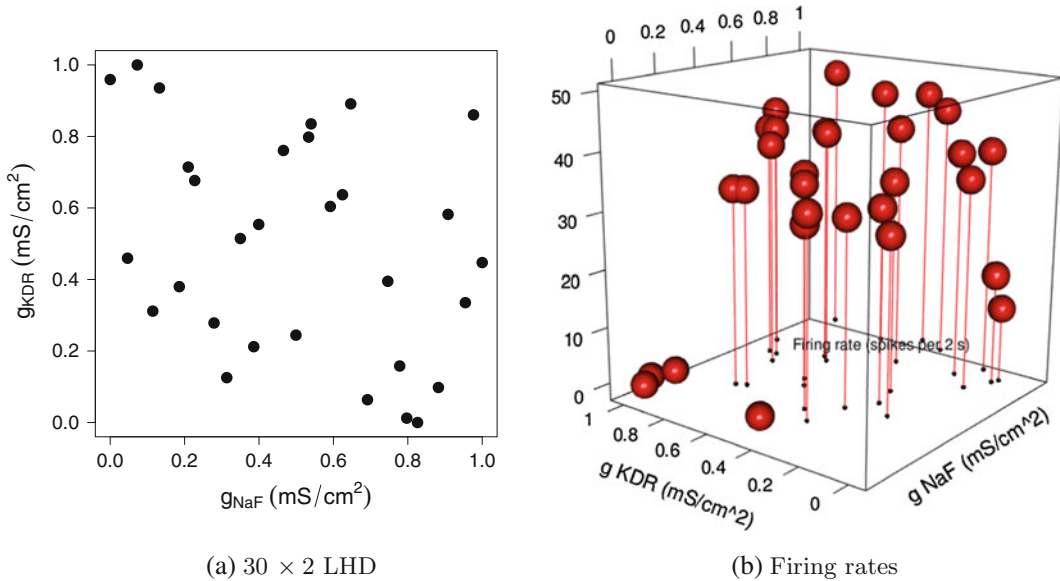 1.0
0.8
0.6
0.4
0.2
0.0
gKDR (mS/cm²)
0.0 0.2 0.4 0.6 0.8 1.0
gNaF (mS/cm²)
(a) 30 × 2 LHD
0 0.2 0.4 0.6 0.8 1
50
40
30
20
10
0
Firing rate (spikes per 2 s)
1 0.8 0.6 0.4 0.2 0
g KDR (mS/cm^2)
g NaF (mS/cm^2)
(b) Firing rates